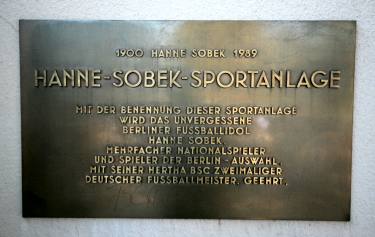 1900 HANNE SOBEK 1989
HANNE-SOBEK-SPORTANLAGE
MIT DER BENENNUNG DIESER SPORTANLAGE
WIRD DAS UNVERGESSENE
BERLINER FUSSBALLIDOL
HANNE SOBEK
MEHRFACHER NATIONALSPIELER
UND SPIELER DER BERLIN-AUSWAHL,
MIT SEINER HERTHA BSC ZWEIMALIGER
DEUTSCHER FUSSBALLMEISTER, GEEHRT.